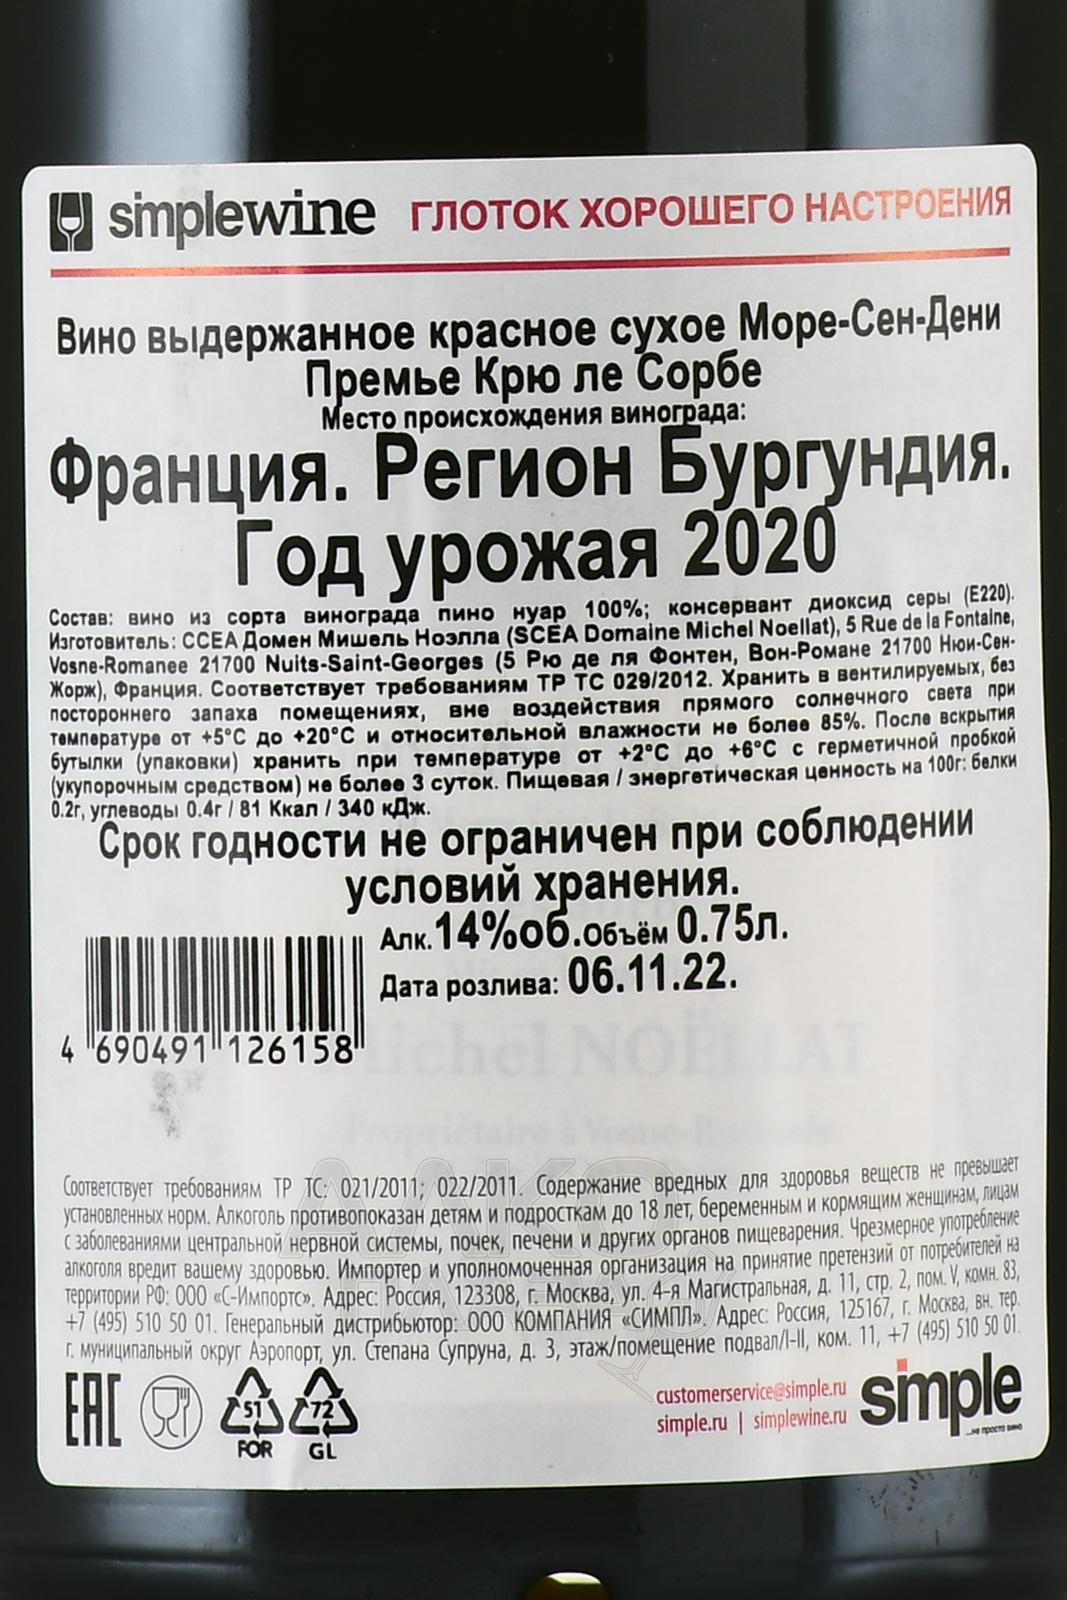 simplewine ГЛОТОК ХОРОШЕГО НАСТРОЕНИЯ
Вино выдержанное красное сухое Море-Сен-Дени
Премье Крю ле Сорбе
Место происхождения винограда:
Франция. Регион Бургундия.
Год урожая 2020
Состав: вино из сорта винограда пино нуар 100%; консервант диоксид серы (Е220).
Изготовитель: ССЕА Домен Мишель Ноэлла (SCEA Domaine Michel Noellat), 5 Rue de la Fontaine,
Vosne-Romanee 21700 Nuits-Saint-Georges (5 Рю де ля Фонтен, Вон-Романе 21700 Нюи-Сен-
Жорж), Франция. Соответствует требованиям ТР ТС 029/2012. Хранить в вентилируемых, без
постороннего запаха помещениях, вне воздействия прямого солнечного света при
температуре от +5°С до +20°С и относительной влажности не более 85%. После вскрытия
бутылки (упаковки) хранить при температуре от +2°С до +6°С с герметичной пробкой
(укупорочным средством) не более 3 суток. Пищевая / энергетическая ценность на 100г: белки
0.2г, углеводы 0.4г / 81 Ккал / 340 кДж.
Срок годности не ограничен при соблюдении
условий хранения.
Алк.14%об.Объём 0.75л.
Дата розлива: 06.11.22.
4 690491 126158
Michel NOËLLAT
Propriétaire à Vosne-Romanée
Соответствует требованиям ТР ТС: 021/2011; 022/2011. Содержание вредных для здоровья веществ не превышает
установленных норм. Алкоголь противопоказан детям и подросткам до 18 лет, беременным и кормящим женщинам, лицам
с заболеваниями центральной нервной системы, почек, печени и других органов пищеварения. Чрезмерное употребление
алкоголя вредит вашему здоровью. Импортер и уполномоченная организация на принятие претензий от потребителей на
территории РФ: ООО «С-Импортс». Адрес: Россия, 123308, г. Москва, ул. 4-я Магистральная, д. 11, стр. 2, пом. V, комн. 83,
+7 (495) 510 50 01. Генеральный дистрибьютор: ООО КОМПАНИЯ «СИМПЛ». Адрес: Россия, 125167, г. Москва, вн. тер.
г. муниципальный округ Аэропорт, ул. Степана Супруна, д. 3, этаж/помещение подвал/I-II, ком. 11, +7 (495) 510 50 01.
EAC
51
FOR
72
GL
customerservice@simple.ru
simple.ru | simplewine.ru
simple
...не просто вино